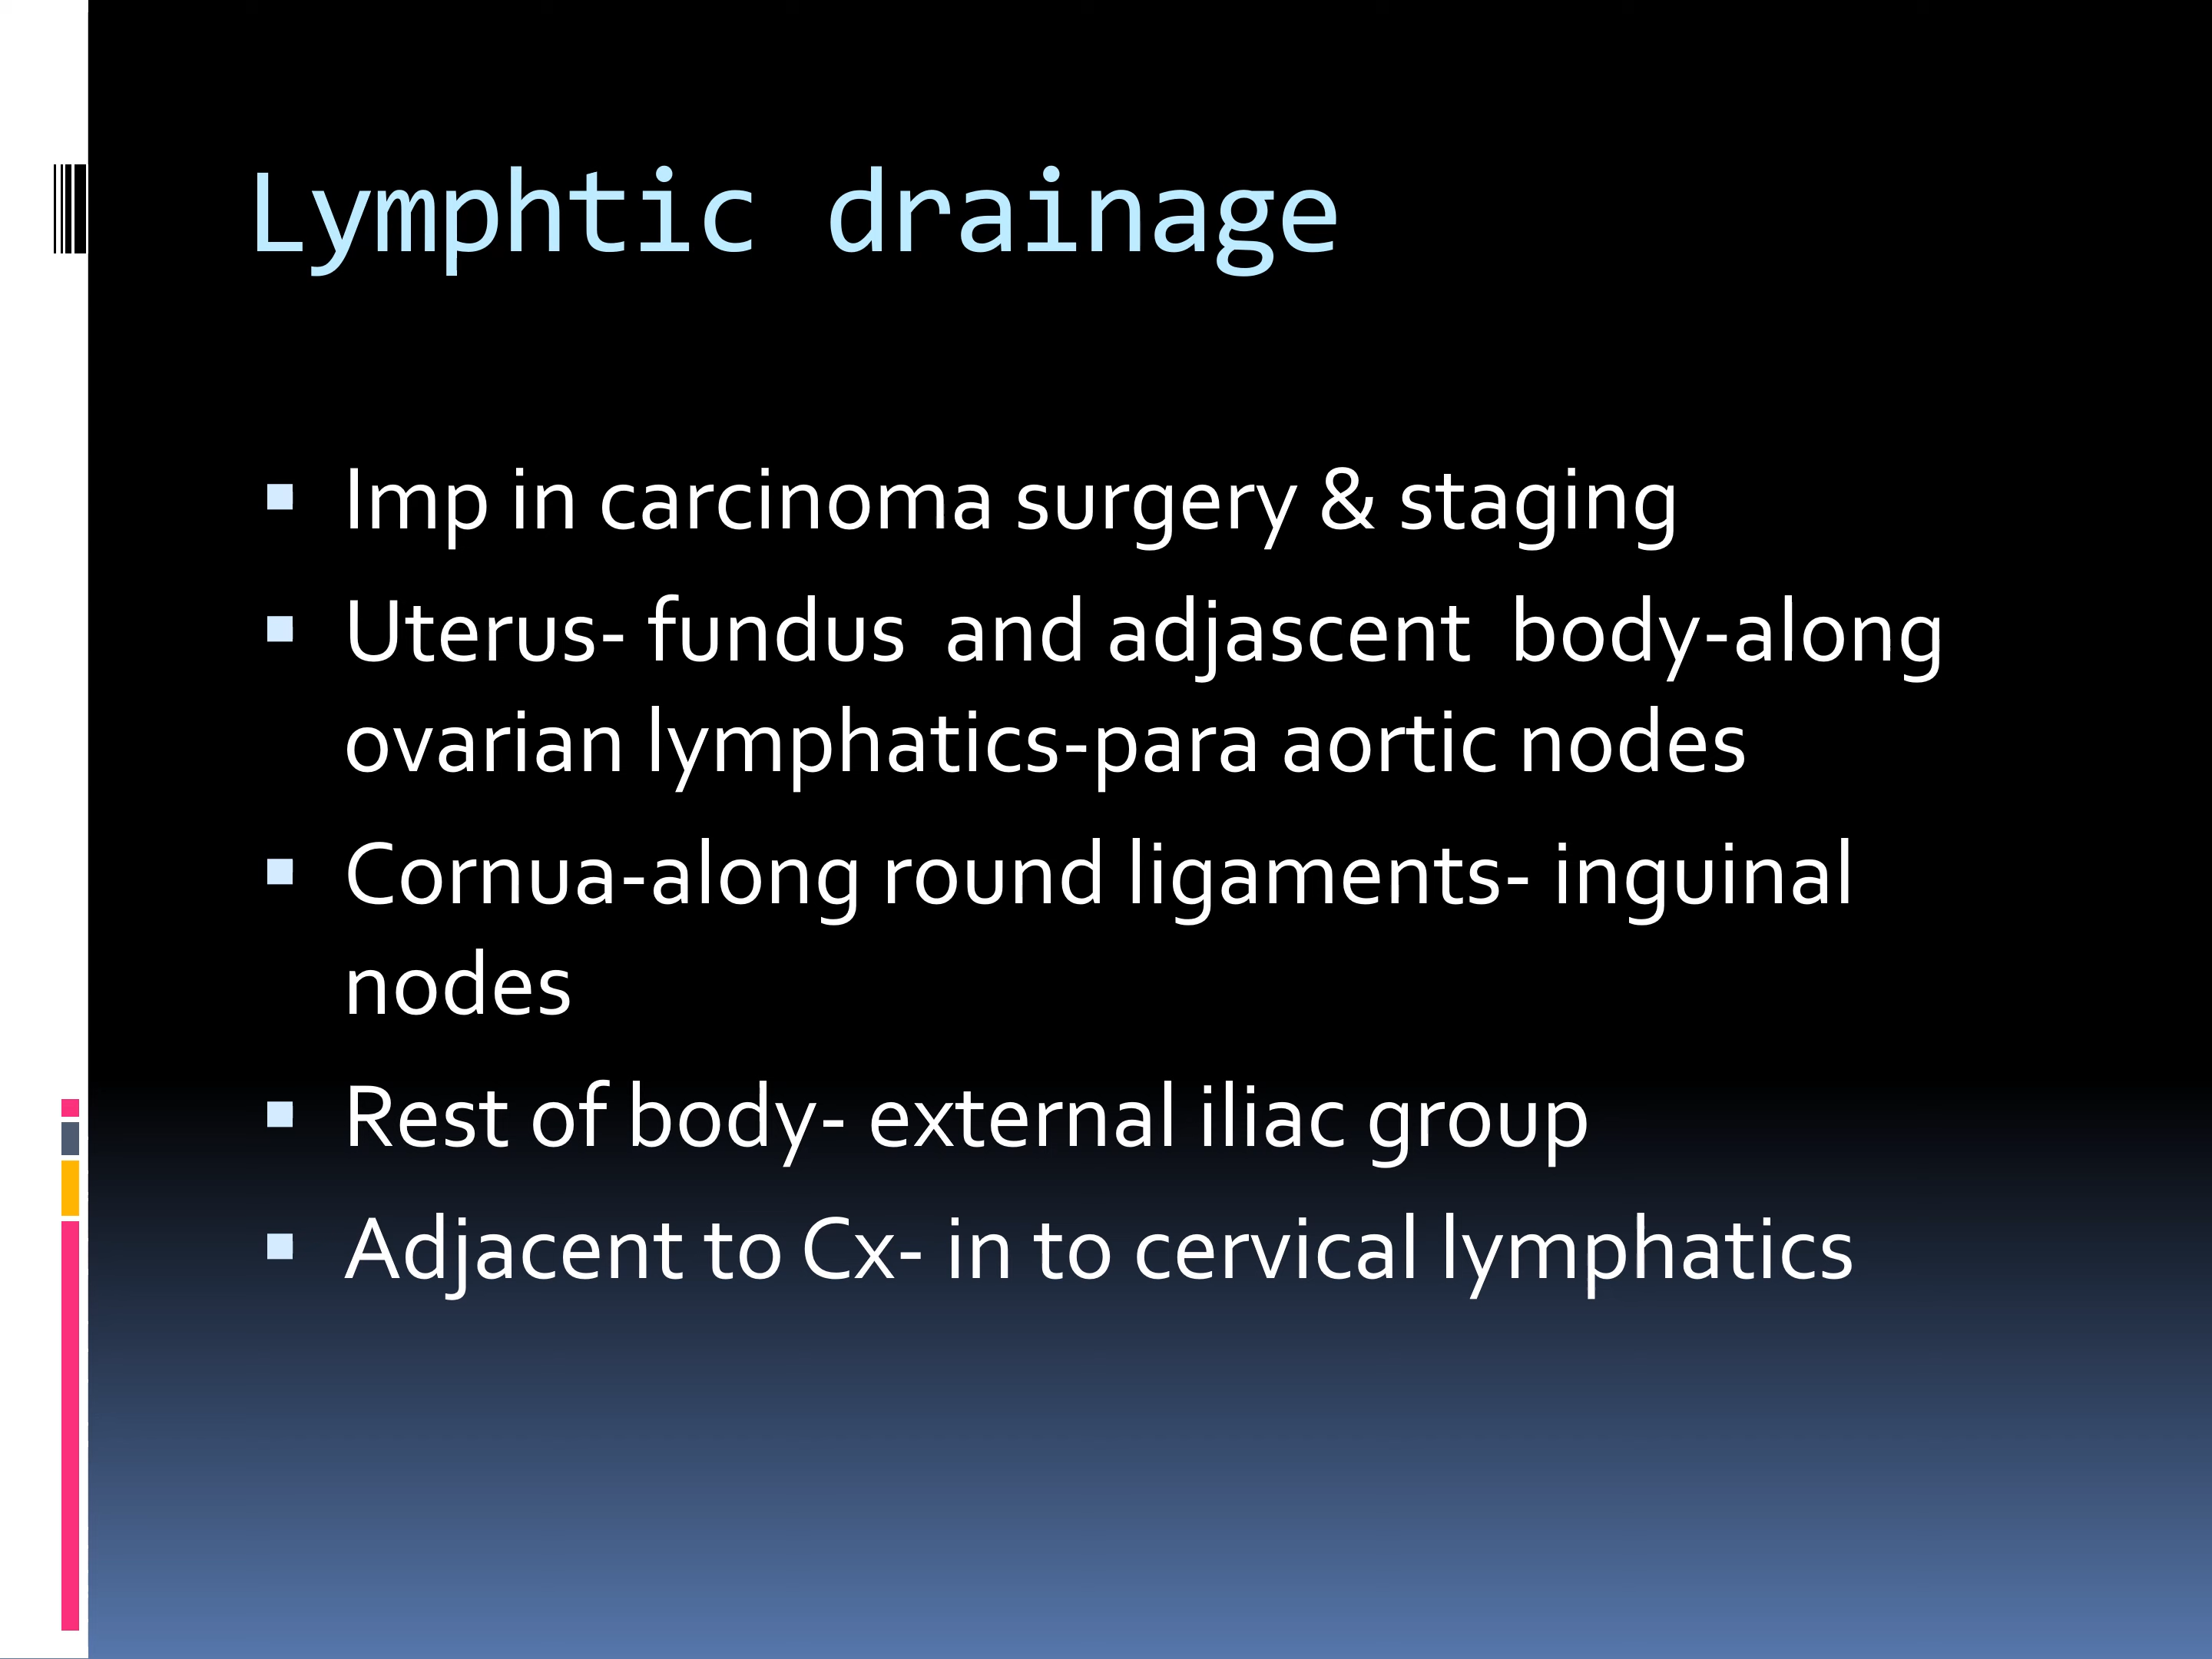 Lymphtic drainage
Imp in carcinoma surgery & staging
Uterus- fundus  and adjascent  body-along
ovarian lymphatics-para aortic nodes
Cornua-along round ligaments- inguinal
nodes
Rest of body- external iliac group
Adjacent to Cx- in to cervical lymphatics